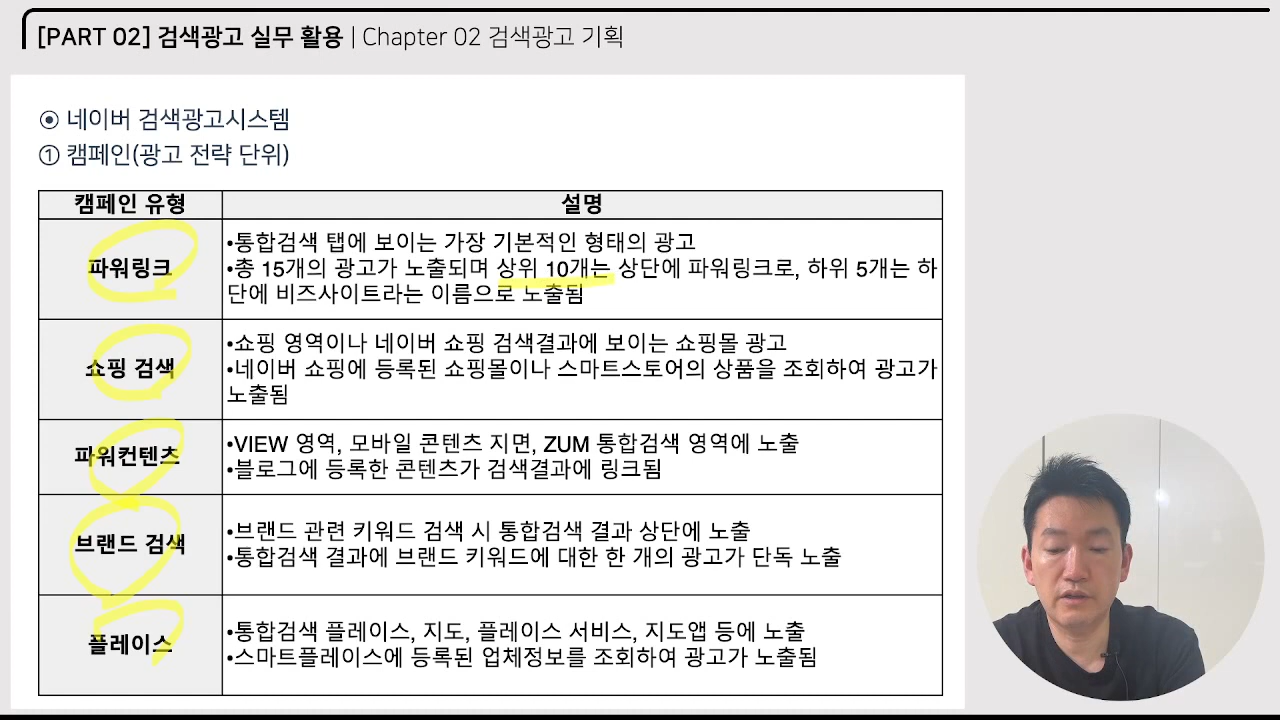 [PART 02] 검색광고 실무 활용 | Chapter 02 검색광고 기획
◉ 네이버 검색광고시스템
① 캠페인(광고 전략 단위)
캠페인 유형 설명
파워링크
•통합검색 탭에 보이는 가장 기본적인 형태의 광고
•총 15개의 광고가 노출되며 상위 10개는 상단에 파워링크로, 하위 5개는 하
단에 비즈사이트라는 이름으로 노출됨
쇼핑 검색
•쇼핑 영역이나 네이버 쇼핑 검색결과에 보이는 쇼핑몰 광고
•네이버 쇼핑에 등록된 쇼핑몰이나 스마트스토어의 상품을 조회하여 광고가
노출됨
파워컨텐츠
•VIEW 영역, 모바일 콘텐츠 지면, ZUM 통합검색 영역에 노출
•블로그에 등록한 콘텐츠가 검색결과에 링크됨
브랜드 검색
•브랜드 관련 키워드 검색 시 통합검색 결과 상단에 노출
•통합검색 결과에 브랜드 키워드에 대한 한 개의 광고가 단독 노출
플레이스
•통합검색 플레이스, 지도, 플레이스 서비스, 지도앱 등에 노출
•스마트플레이스에 등록된 업체정보를 조회하여 광고가 노출됨